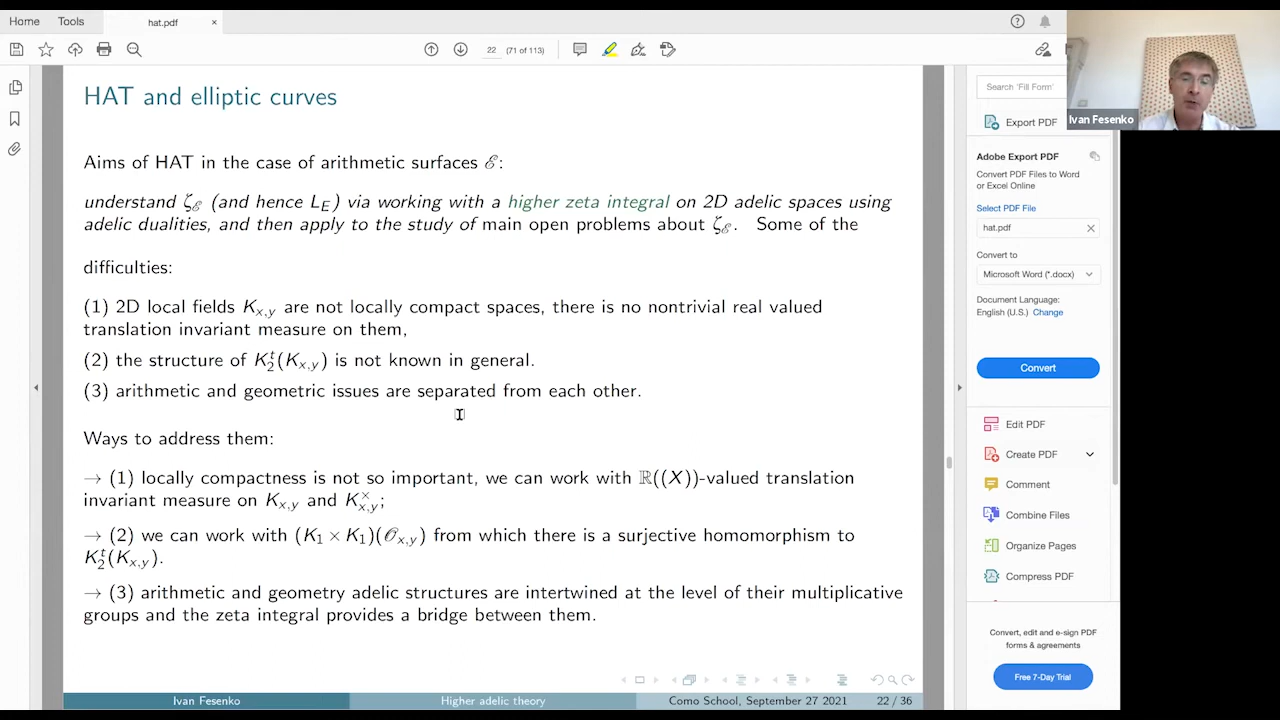 Home
Tools
hat.pdf
×
22
(71 of 113)
Ivan Fesenko
HAT and elliptic curves
Aims of HAT in the case of arithmetic surfaces ℰ:
understand ζ_ℰ (and hence L_E) via working with a higher zeta integral on 2D adelic spaces using
adelic dualities, and then apply to the study of main open problems about ζ_ℰ. Some of the
difficulties:
(1) 2D local fields K_{x,y} are not locally compact spaces, there is no nontrivial real valued
translation invariant measure on them,
(2) the structure of K_2^t(K_{x,y}) is not known in general.
(3) arithmetic and geometric issues are separated from each other.
Ways to address them:
→ (1) locally compactness is not so important, we can work with ℝ((X))-valued translation
invariant measure on K_{x,y} and K_{x,y}^×;
→ (2) we can work with (K_1 × K_1)(𝒪_{x,y}) from which there is a surjective homomorphism to
K_2^t(K_{x,y}).
→ (3) arithmetic and geometry adelic structures are intertwined at the level of their multiplicative
groups and the zeta integral provides a bridge between them.
Ivan Fesenko
Higher adelic theory
Como School, September 27 2021
22 / 36
Search 'Fill Form'
Export PDF
Adobe Export PDF
Convert PDF Files to Word
or Excel Online
Select PDF File
hat.pdf
Convert to
Microsoft Word (*.docx)
Document Language:
English (U.S.) Change
Convert
Edit PDF
Create PDF
Comment
Combine Files
Organize Pages
Compress PDF
Convert, edit and e-sign PDF
forms & agreements
Free 7-Day Trial